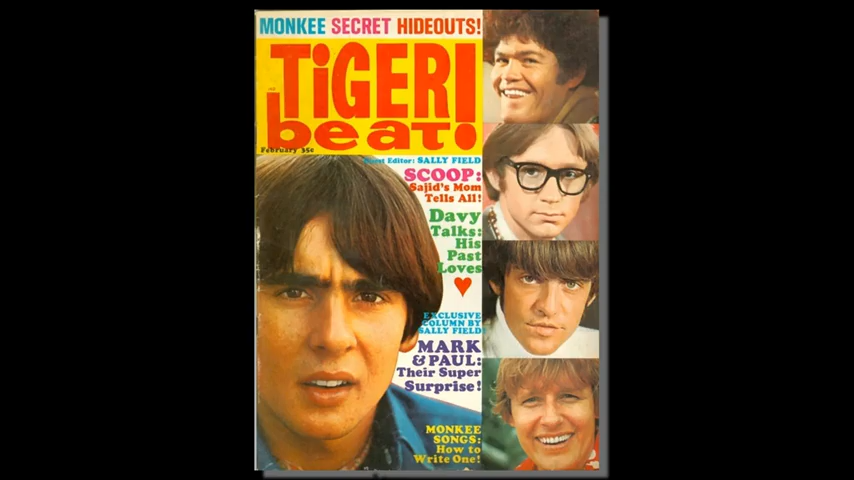 MONKEE SECRET HIDEOUTS!
TiGER
beat!
February 35c
Guest Editor: SALLY FIELD
SCOOP:
Sajid's Mom
Tells All!
Davy
Talks:
His
Past
Loves
EXCLUSIVE
COLUMN BY
SALLY FIELD
MARK
& PAUL:
Their Super
Surprise!
MONKEE
SONGS:
How to
Write One!